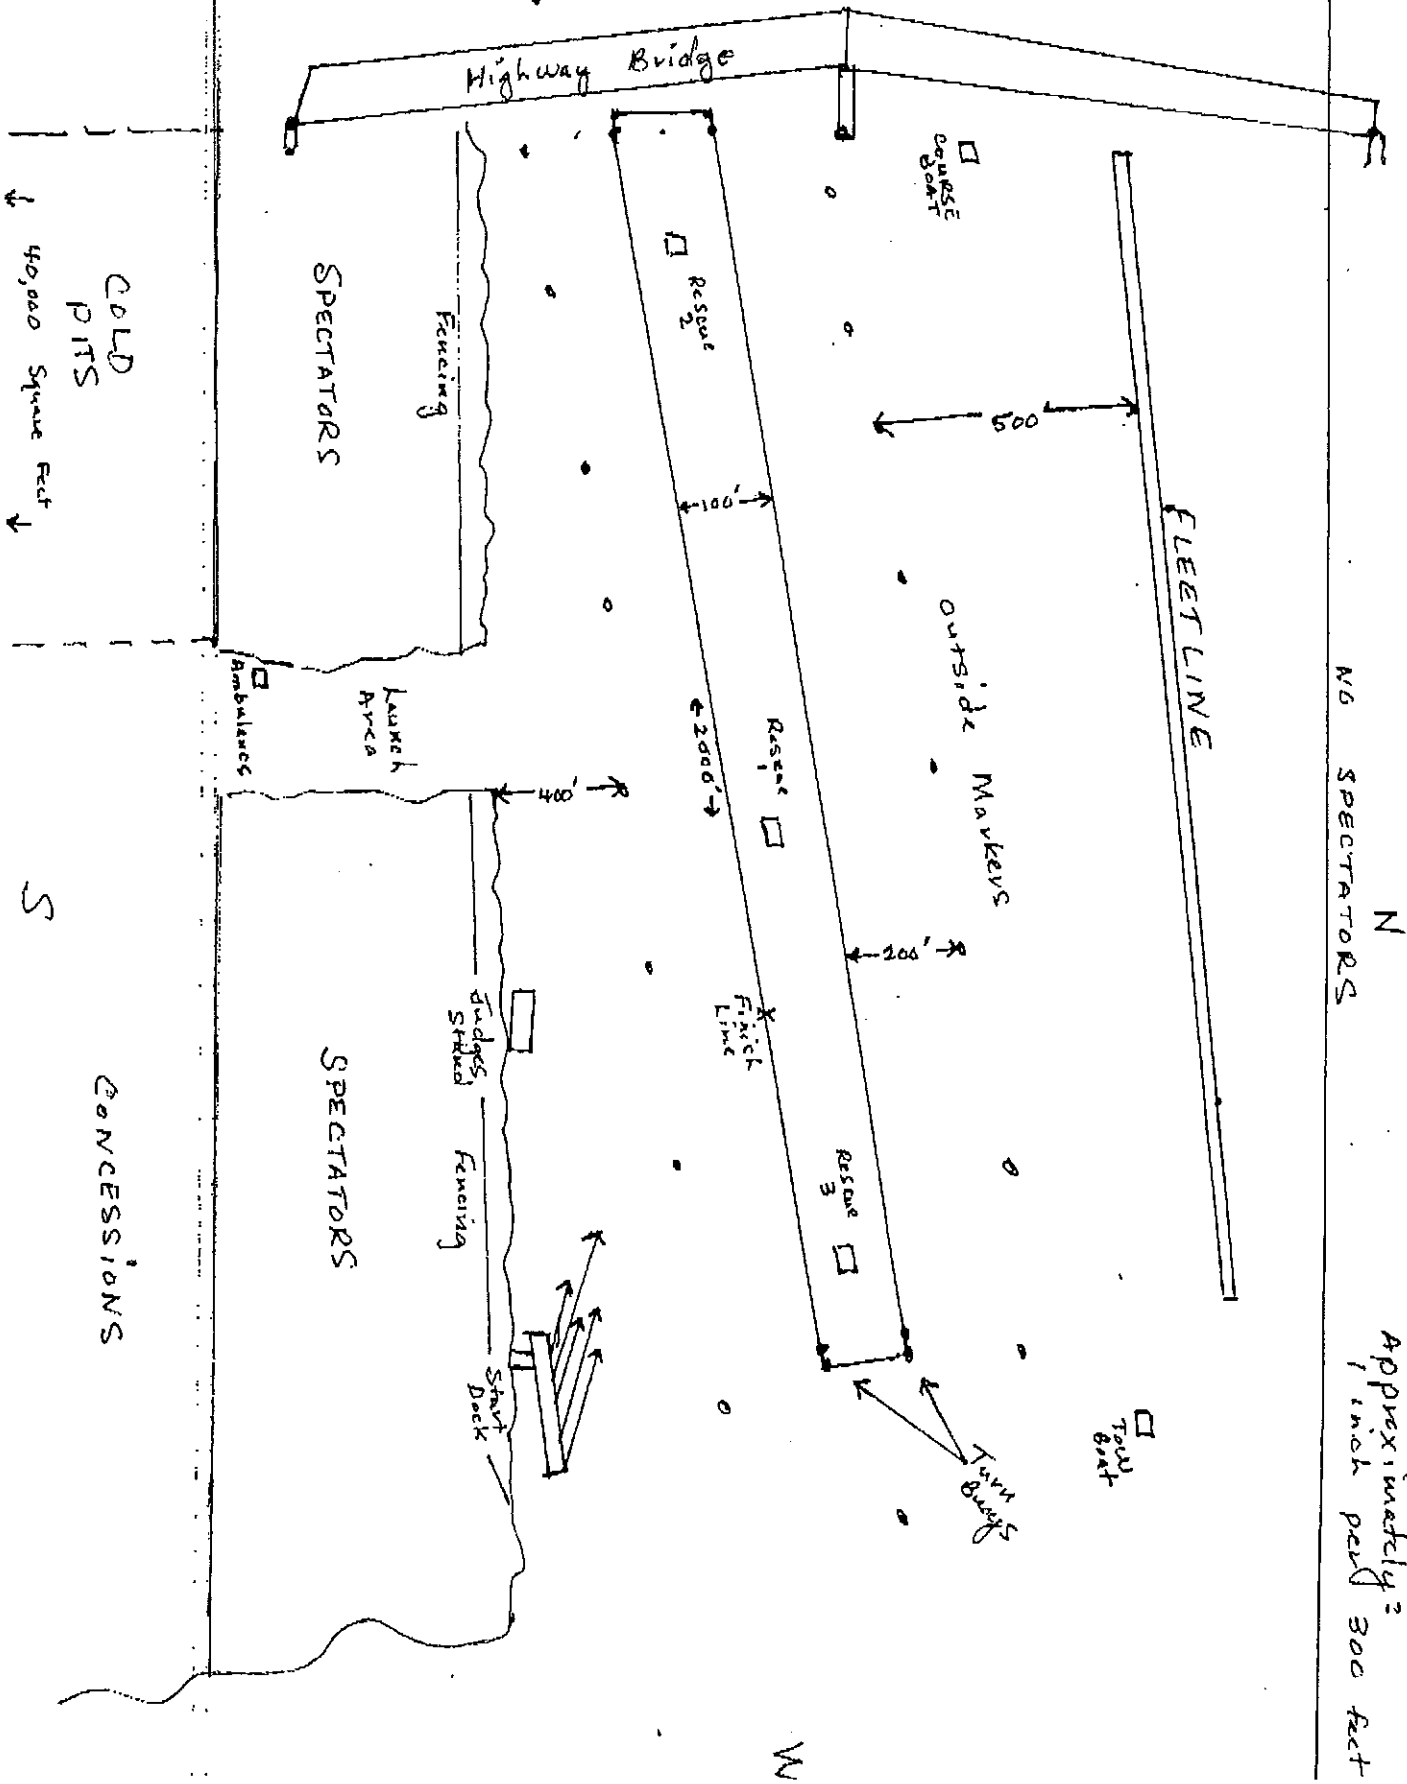 N
NO SPECTATORS
Approximately =
1 inch per 300 feet
FLEET LINE
TOW
BOAT
COURSE
BOAT
500
Outside Markers
200'
Turn
Buoys
W
Highway Bridge
Rescue
2
100'
Rescue
1
2000'
Rescue
3
Finish
Line
400'
Fencing
Judges
Stand
Fencing
Start
Dock
SPECTATORS
Launch
Area
Ambulance
SPECTATORS
COLD
PITS
40,000 Square Feet
CONCESSIONS
S